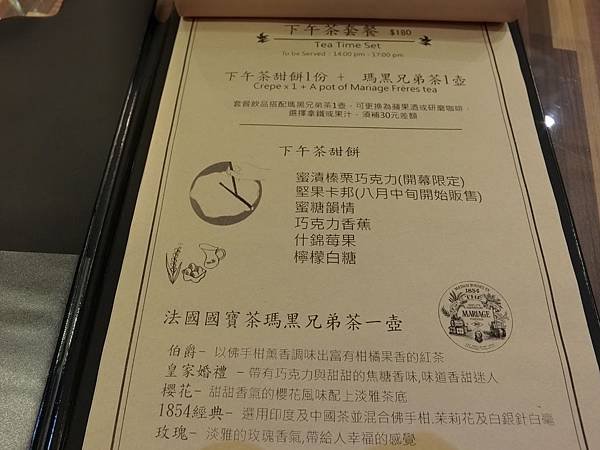 下午茶套餐 $180
Tea Time Set
To be Served : 14:00 pm - 17:00 pm
下午茶甜餅1份 + 瑪黑兄弟茶1壺
Crepe x 1 + A pot of Mariage Frères tea
套餐飲品搭配瑪黑兄弟茶1壺，可更換為蘋果酒或研磨咖啡，
選擇拿鐵或果汁，須補30元差額
下午茶甜餅
蜜漬榛栗巧克力(開幕限定)
堅果卡邦(八月中旬開始販售)
蜜糖韻情
巧克力香蕉
什錦莓果
檸檬白糖
1854
THE
MARIAGE
法國國寶茶瑪黑兄弟茶一壺
伯爵- 以佛手柑薰香調味出富有柑橘果香的紅茶
皇家婚禮 - 帶有巧克力與甜甜的焦糖香味,味道香甜迷人
櫻花- 甜甜香氣的櫻花風味配上淡雅茶底
1854經典- 選用印度及中國茶並混合佛手柑,茉莉花及白銀針白毫
玫瑰- 淡雅的玫瑰香氣,帶給人幸福的感覺